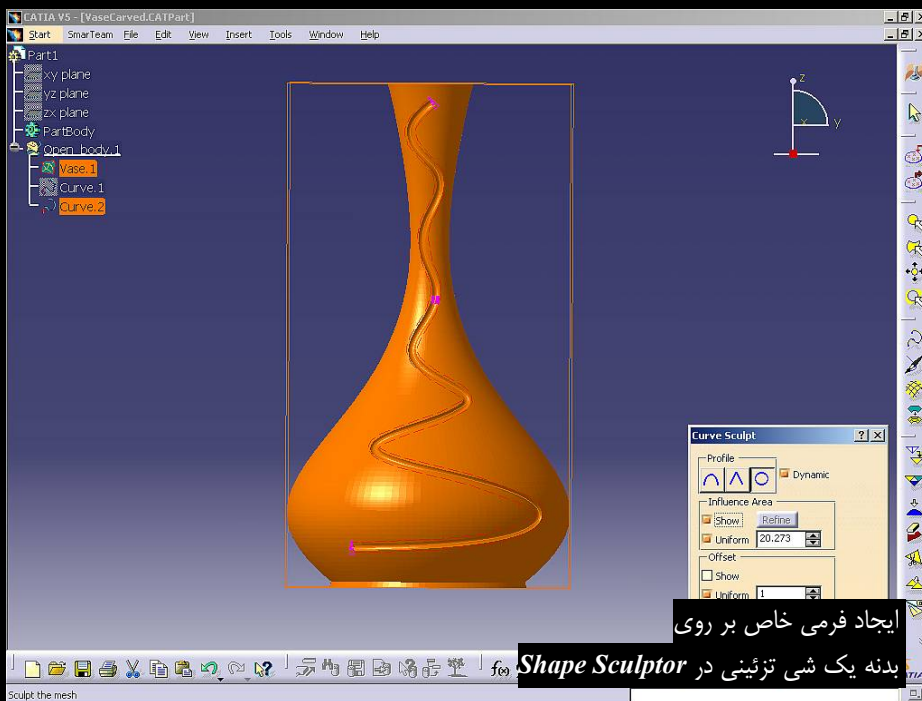 CATIA V5 - [VaseCarved.CATPart]
Start SmarTeam File Edit View Insert Tools Window Help
Part1
xy plane
yz plane
zx plane
PartBody
Open_body.1
Vase.1
Curve.1
Curve.2
z
x y
Curve Sculpt
Profile
Dynamic
Influence Area
Show Refine
Uniform 20.273
Offset
Show
Uniform 1
ایجاد فرمی خاص بر روی
بدنه یک شی تزئینی در Shape Sculptor
f(x)
Sculpt the mesh